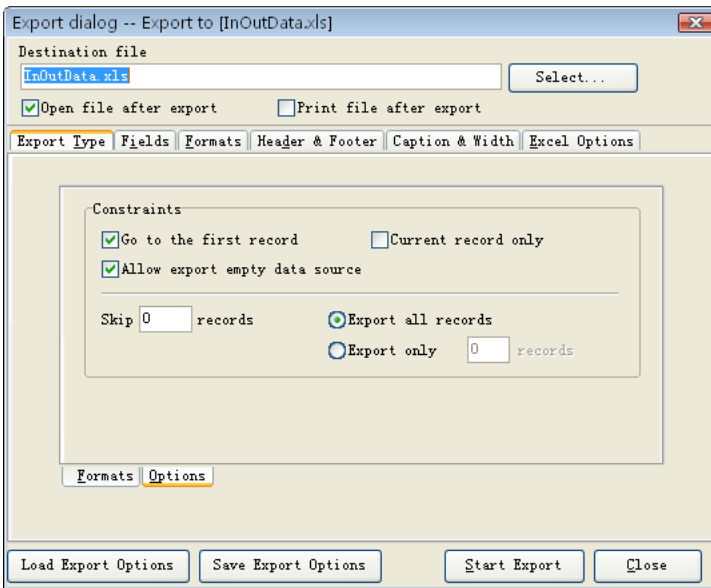 Export dialog -- Export to [InOutData.xls]
Destination file
InOutData.xls Select...
Open file after export Print file after export
Export Type Fields Formats Header & Footer Caption & Width Excel Options
Constraints
Go to the first record Current record only
Allow export empty data source
Skip 0 records Export all records
Export only 0 records
Formats Options
Load Export Options Save Export Options Start Export Close